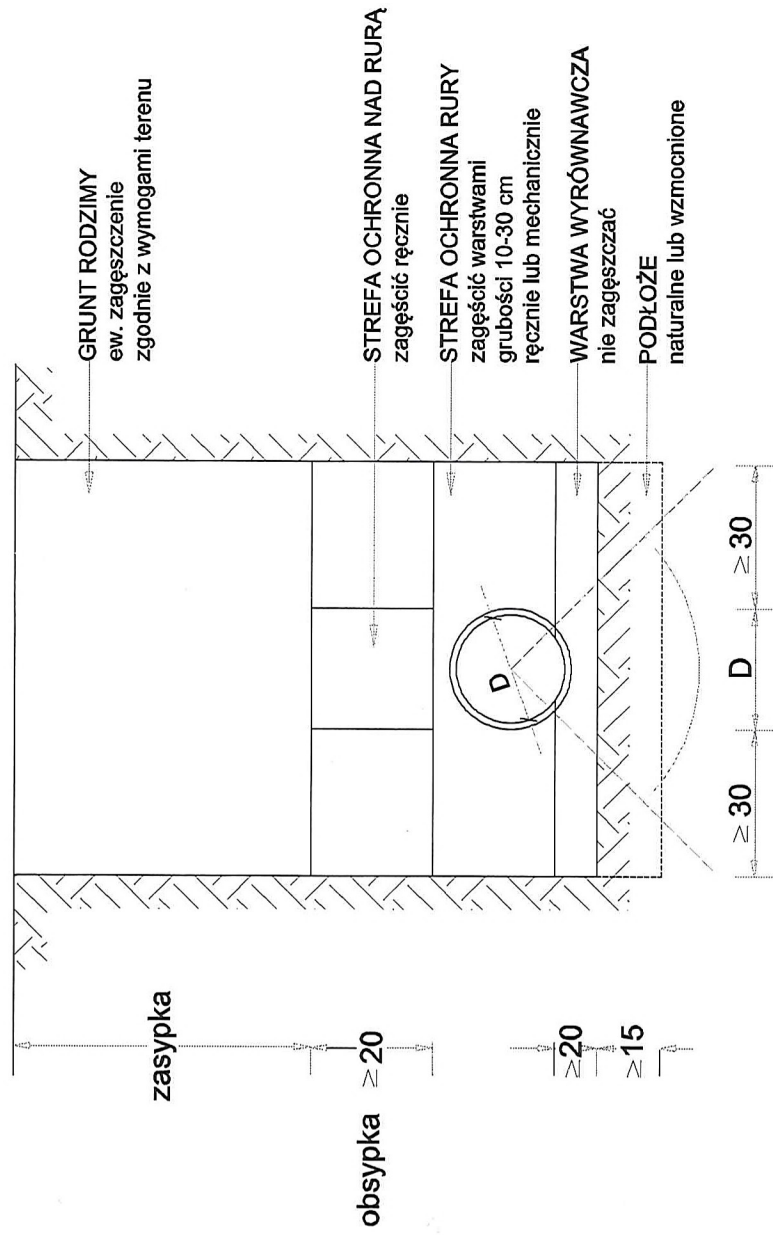 GRUNT RODZIMY
ew. zagęszczenie
zgodnie z wymogami terenu
STREFA OCHRONNA NAD RURĄ
zagęścić ręcznie
STREFA OCHRONNA RURY
zagęścić warstwami
grubości 10-30 cm
ręcznie lub mechanicznie
WARSTWA WYRÓWNAWCZA
nie zagęszczać
PODŁOŻE
naturalne lub wzmocnione
D
≥ 30
D
≥ 30
zasypka
obsypka
≥20
≥20
≥15